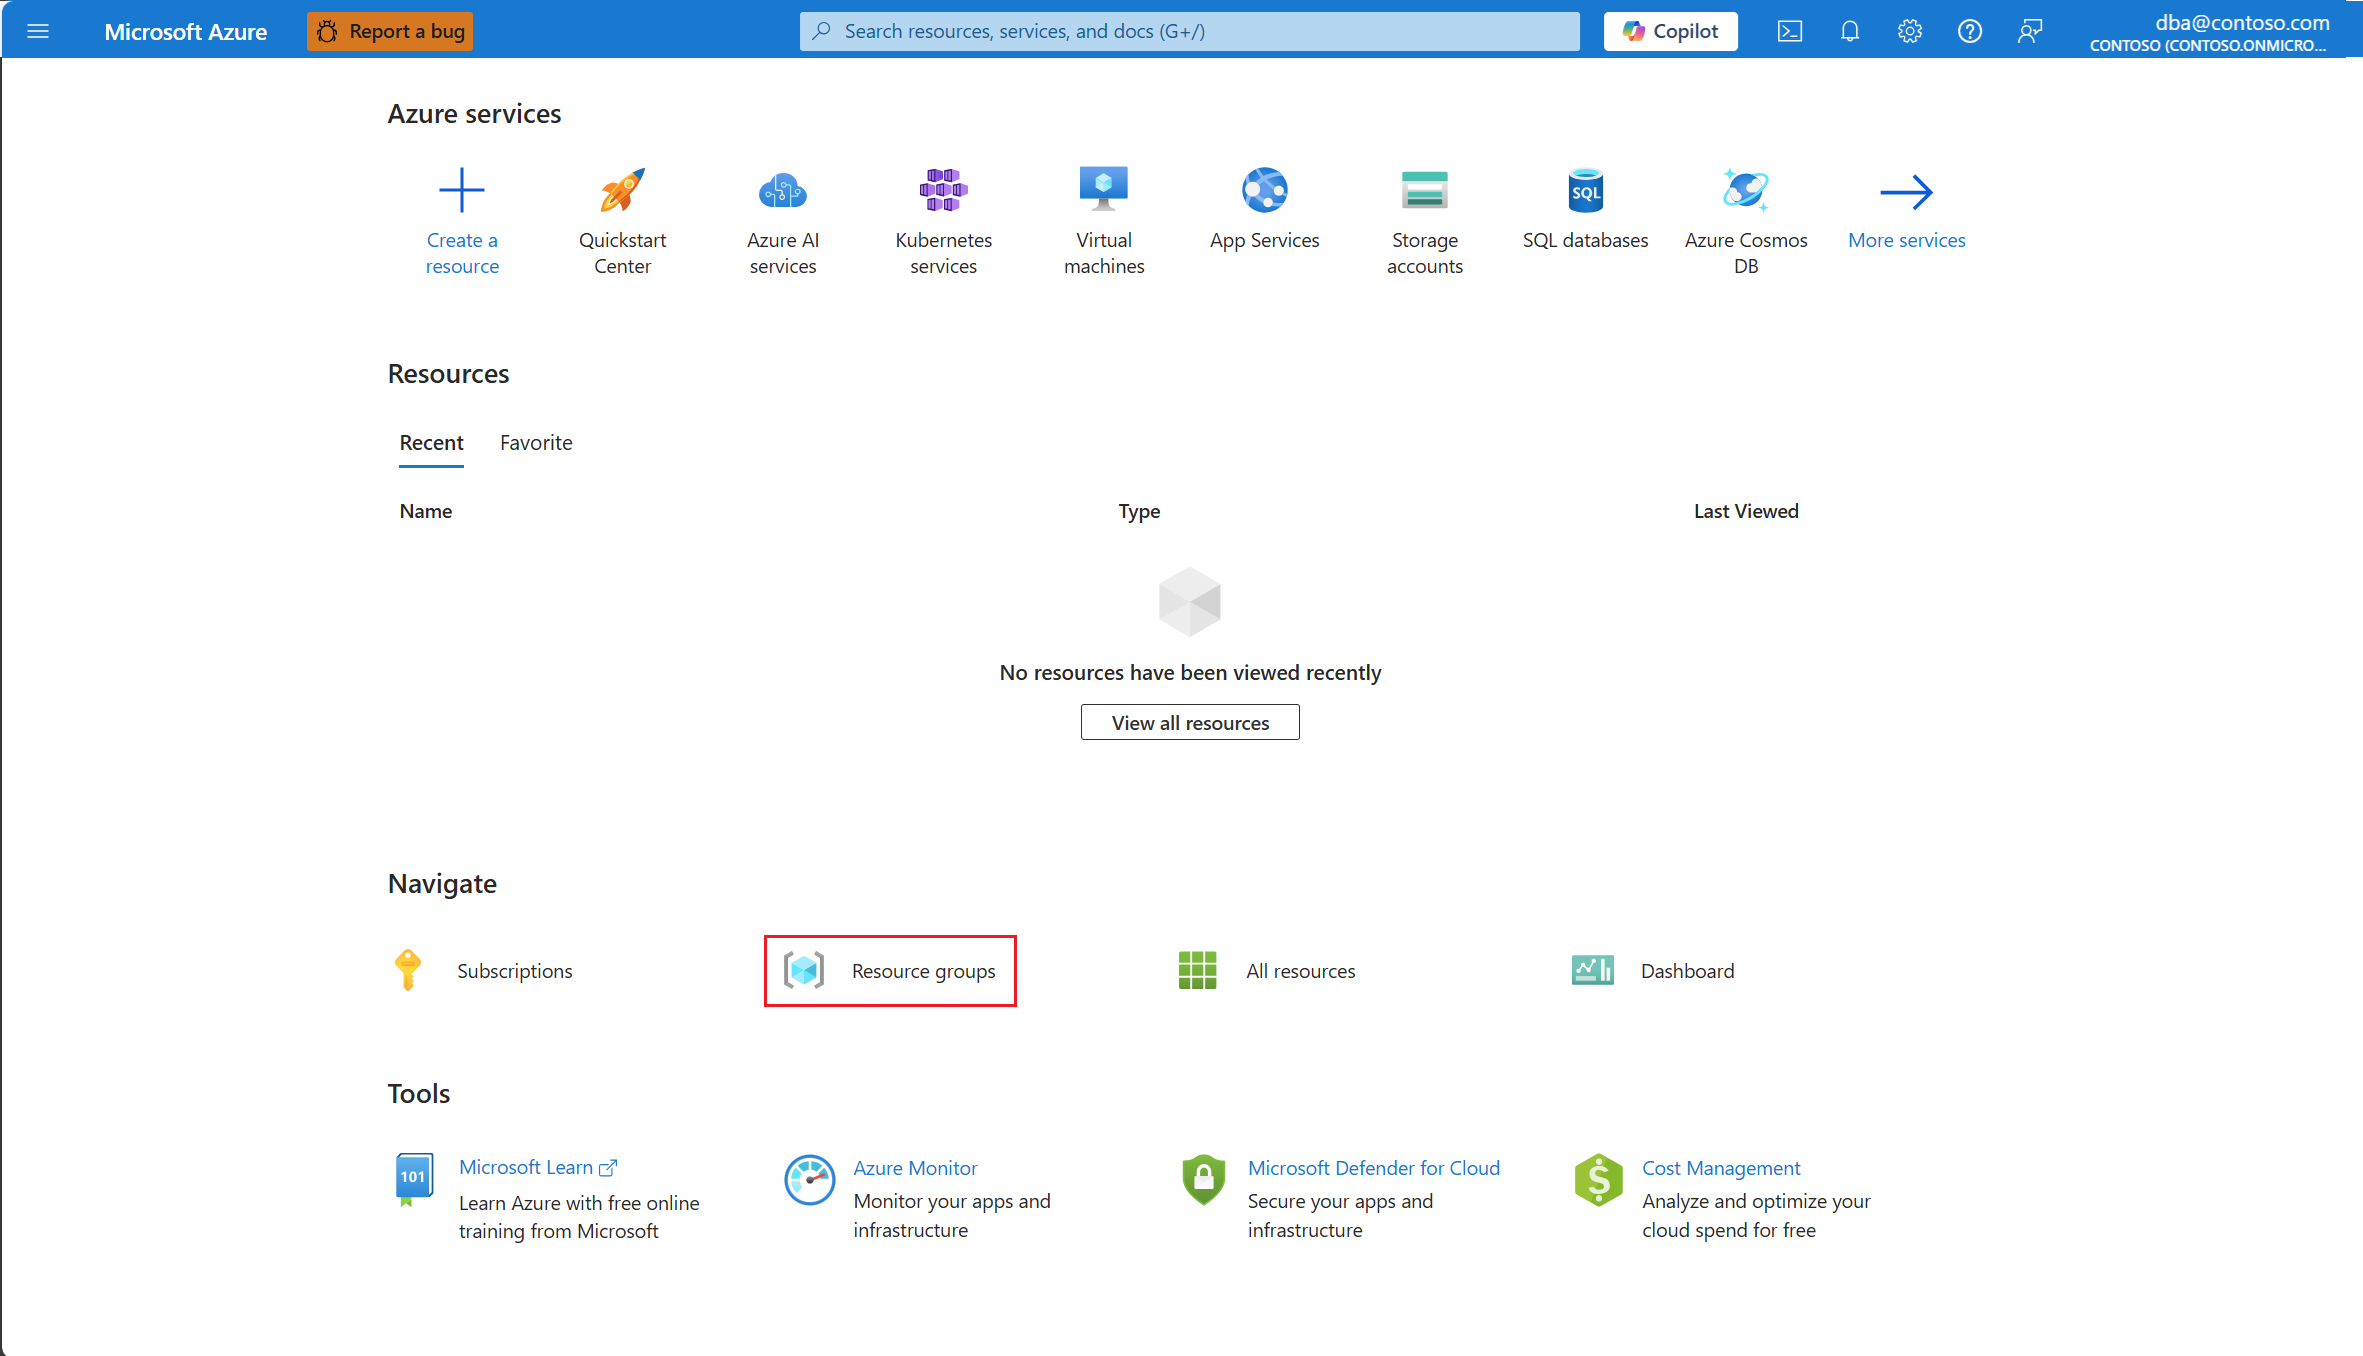 Microsoft Azure
Report a bug
Search resources, services, and docs (G+/)
Copilot
dba@contoso.com
CONTOSO (CONTOSO.ONMICRO...
Azure services
Create a
resource
Quickstart
Center
Azure AI
services
Kubernetes
services
Virtual
machines
App Services
Storage
accounts
SQL
SQL databases
Azure Cosmos
DB
More services
Resources
Recent
Favorite
Name
Type
Last Viewed
No resources have been viewed recently
View all resources
Navigate
Subscriptions
Resource groups
All resources
Dashboard
Tools
101
Microsoft Learn
Learn Azure with free online
training from Microsoft
Azure Monitor
Monitor your apps and
infrastructure
Microsoft Defender for Cloud
Secure your apps and
infrastructure
Cost Management
Analyze and optimize your
cloud spend for free